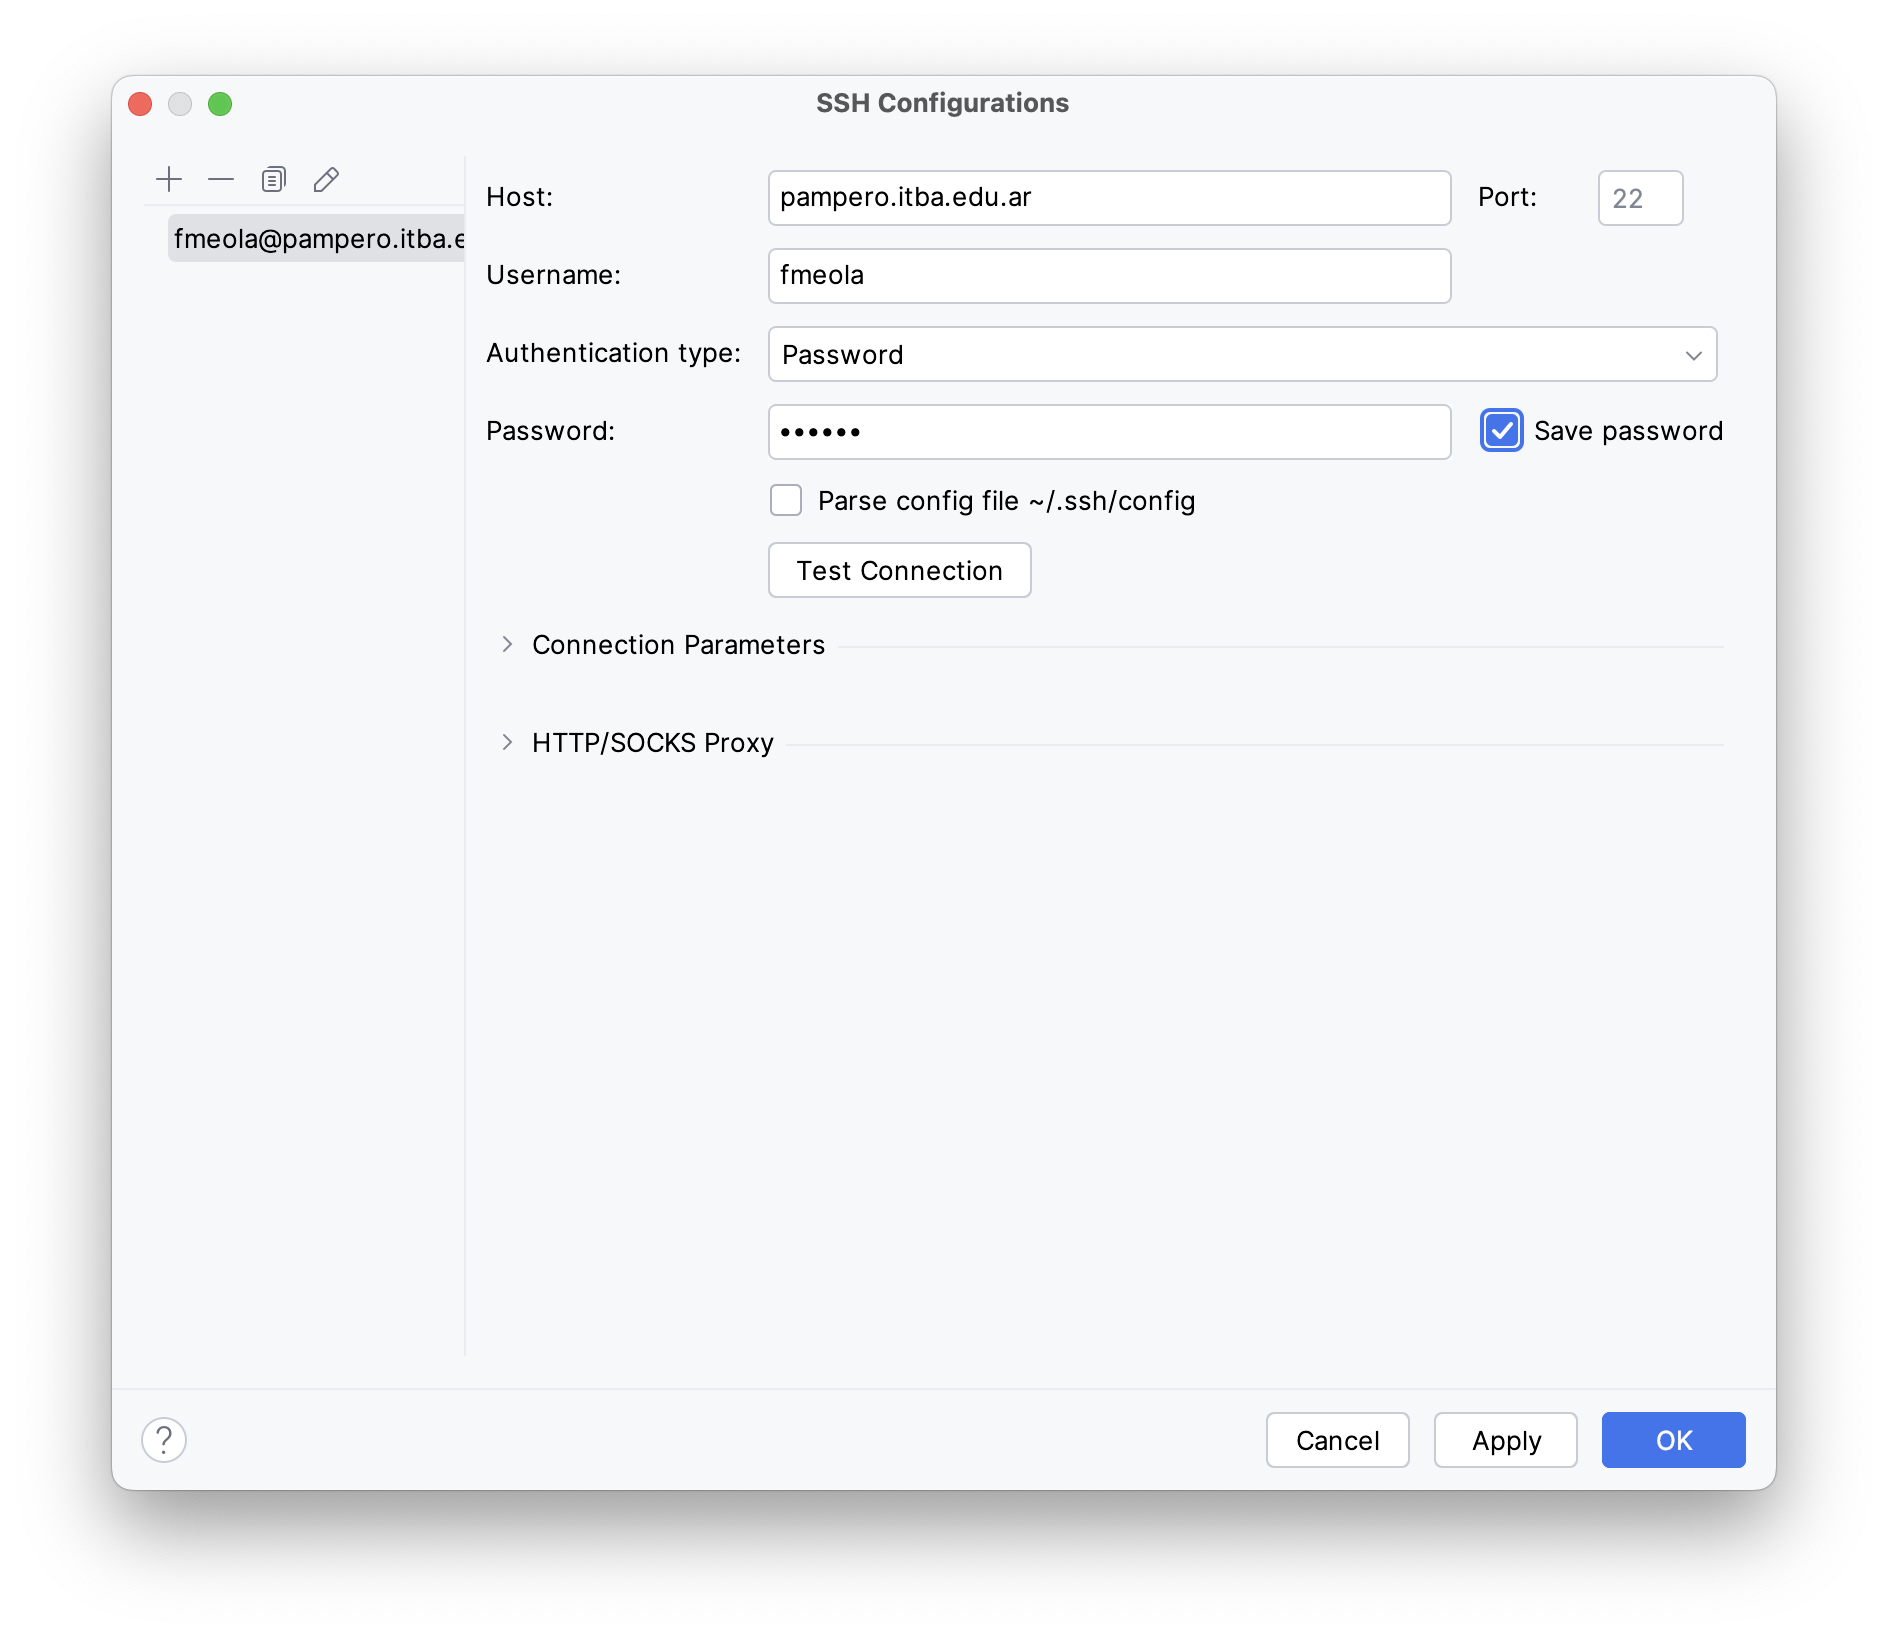 SSH Configurations
fmeola@pampero.itba.e
Host:
pampero.itba.edu.ar
Port:
22
Username:
fmeola
Authentication type:
Password
Password:
••••••
Save password
Parse config file ~/.ssh/config
Test Connection
Connection Parameters
HTTP/SOCKS Proxy
?
Cancel
Apply
OK